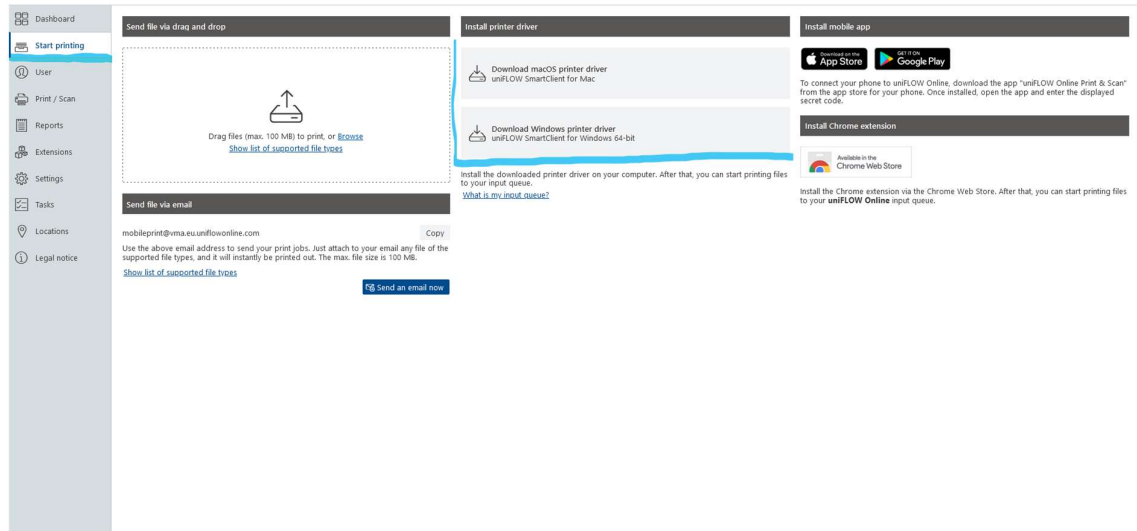 Dashboard
Start printing
User
Print / Scan
Reports
Extensions
Settings
Tasks
Locations
Legal notice
Send file via drag and drop
Drag files (max. 100 MB) to print, or Browse
Show list of supported file types
Send file via email
mobileprint@vma.eu.uniflowonline.com
Copy
Use the above email address to send your print jobs. Just attach to your email any file of the
supported file types, and it will instantly be printed out. The max. file size is 100 MB.
Show list of supported file types
Send an email now
Install printer driver
Download macOS printer driver
uniFLOW SmartClient for Mac
Download Windows printer driver
uniFLOW SmartClient for Windows 64-bit
Install the downloaded printer driver on your computer. After that, you can start printing files
to your input queue.
What is my input queue?
Install mobile app
Download on the
App Store
GET IT ON
Google Play
To connect your phone to uniFLOW Online, download the app "uniFLOW Online Print & Scan"
from the app store for your phone. Once installed, open the app and enter the displayed
secret code.
Install Chrome extension
Available in the
Chrome Web Store
Install the Chrome extension via the Chrome Web Store. After that, you can start printing files
to your uniFLOW Online input queue.